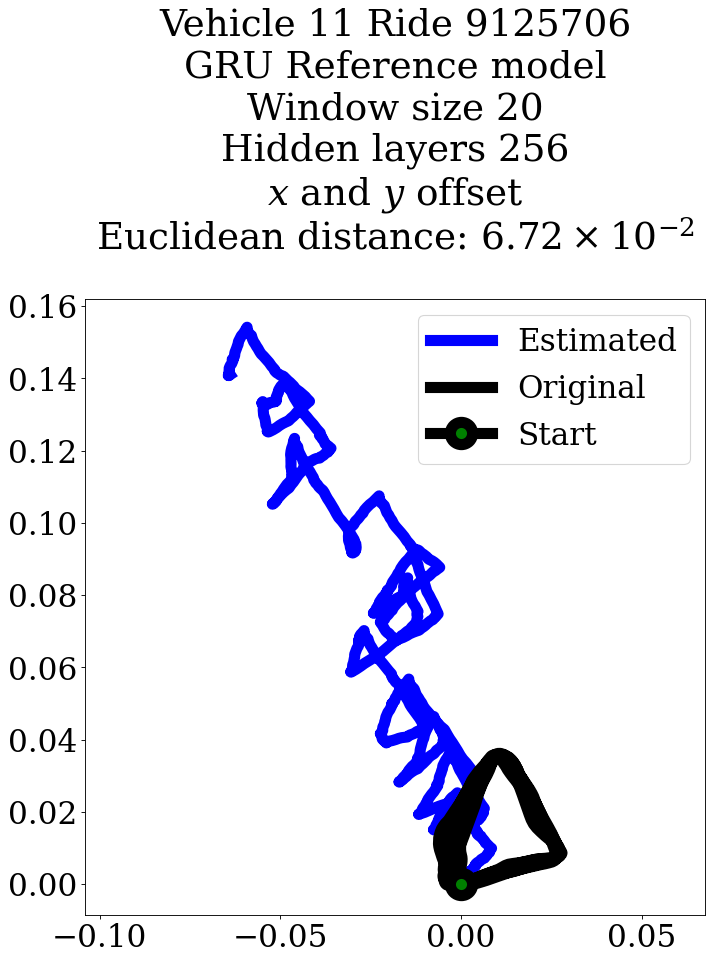 Vehicle 11 Ride 9125706
GRU Reference model
Window size 20
Hidden layers 256
x and y offset
Euclidean distance: 6.72 × 10⁻²
Estimated
Original
Start
0.16
0.14
0.12
0.10
0.08
0.06
0.04
0.02
0.00
−0.10 −0.05 0.00 0.05